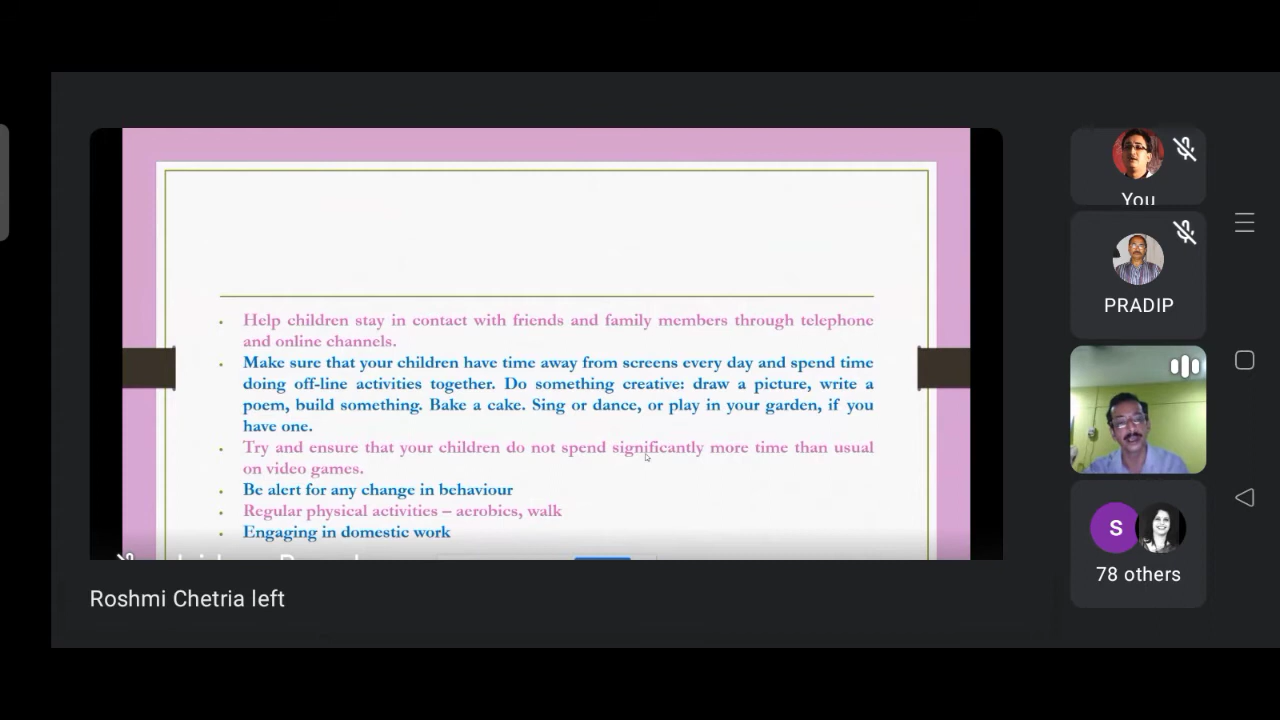 Help children stay in contact with friends and family members through telephone
and online channels.
Make sure that your children have time away from screens every day and spend time
doing off-line activities together. Do something creative: draw a picture, write a
poem, build something. Bake a cake. Sing or dance, or play in your garden, if you
have one.
Try and ensure that your children do not spend significantly more time than usual
on video games.
Be alert for any change in behaviour
Regular physical activities – aerobics, walk
Engaging in domestic work
Roshmi Chetria left
You
PRADIP
S
78 others